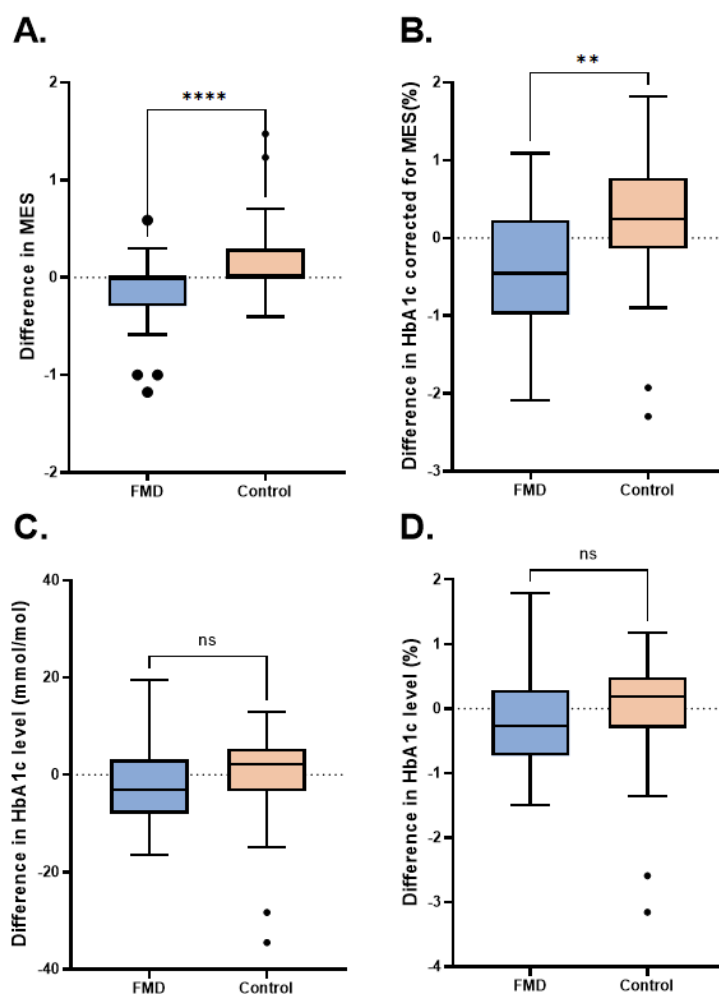 A.
Difference in MES
2
1
0
-1
-2
****
FMD
Control
B.
Difference in HbA1c corrected for MES(%)
2
1
0
-1
-2
-3
**
FMD
Control
C.
Difference in HbA1c level (mmol/mol)
40
20
0
-20
-40
ns
FMD
Control
D.
Difference in HbA1c level (%)
2
1
0
-1
-2
-3
-4
ns
FMD
Control